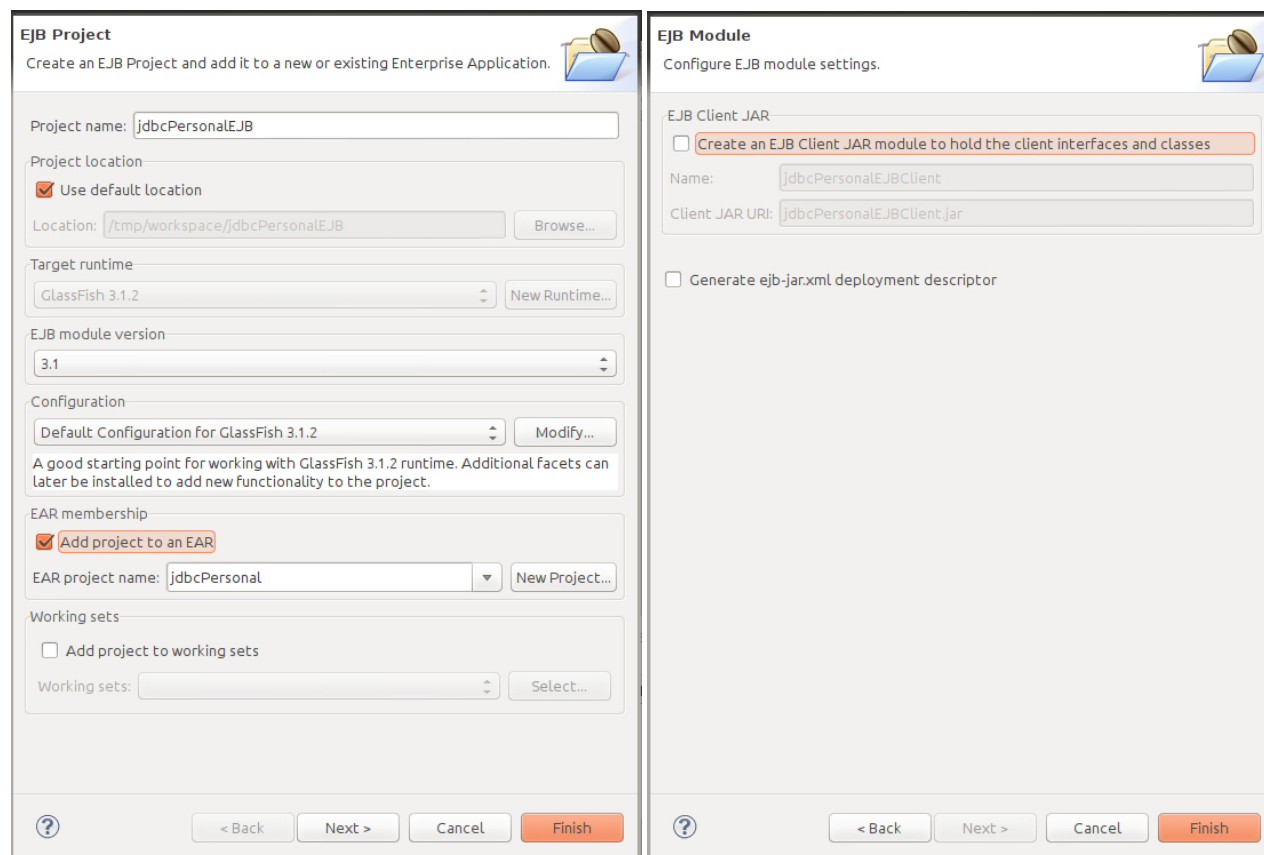 EJB Project
Create an EJB Project and add it to a new or existing Enterprise Application.
Project name: jdbcPersonalEJB
Project location
Use default location
Location: /tmp/workspace/jdbcPersonalEJB Browse...
Target runtime
GlassFish 3.1.2 New Runtime...
EJB module version
3.1
Configuration
Default Configuration for GlassFish 3.1.2 Modify...
A good starting point for working with GlassFish 3.1.2 runtime. Additional facets can
later be installed to add new functionality to the project.
EAR membership
Add project to an EAR
EAR project name: jdbcPersonal New Project...
Working sets
Add project to working sets
Working sets: Select...
? < Back Next > Cancel Finish
EJB Module
Configure EJB module settings.
EJB Client JAR
Create an EJB Client JAR module to hold the client interfaces and classes
Name: jdbcPersonalEJBClient
Client JAR URI: jdbcPersonalEJBClient.jar
Generate ejb-jar.xml deployment descriptor
? < Back Next > Cancel Finish